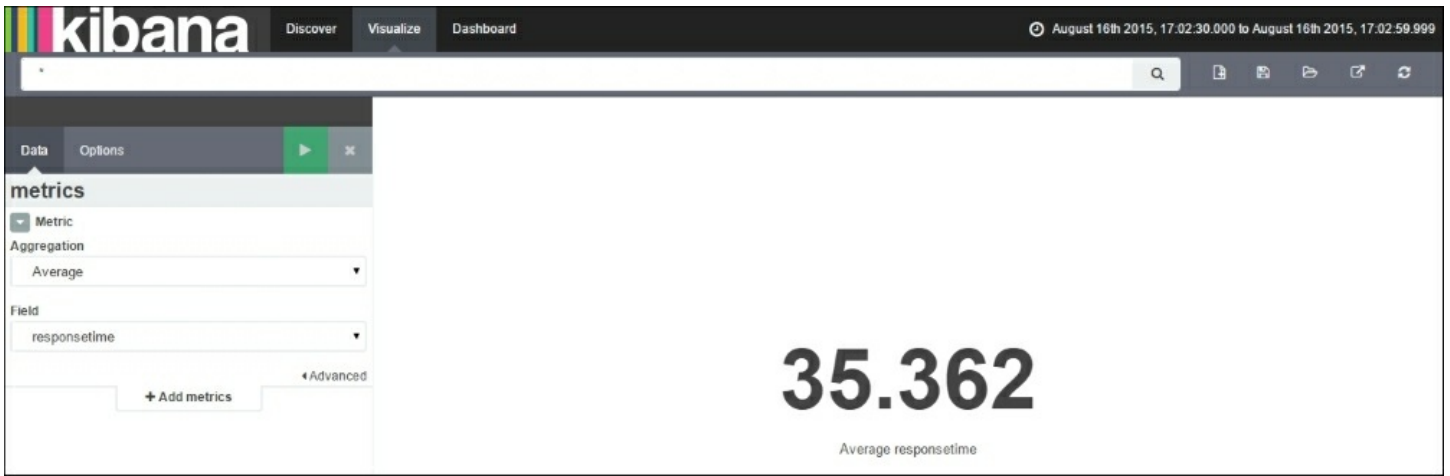 kibana
Discover Visualize Dashboard August 16th 2015, 17:02:30.000 to August 16th 2015, 17:02:59.999
*
Data Options
metrics
Metric
Aggregation
Average
Field
responsetime
Advanced
+ Add metrics
35.362
Average responsetime